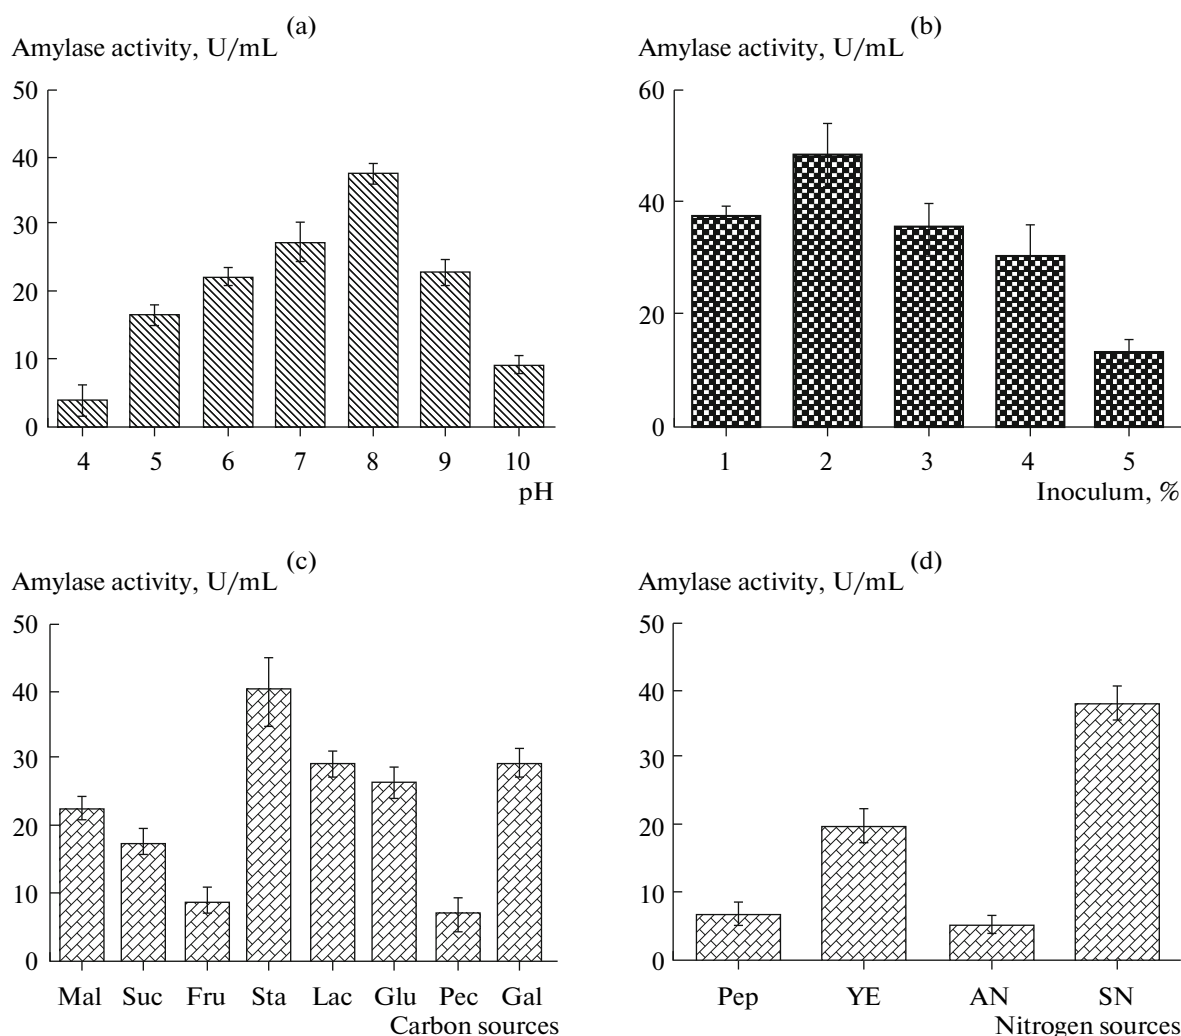 (a)
Amylase activity, U/mL
50
40
30
20
10
0
4 5 6 7 8 9 10
pH
(b)
Amylase activity, U/mL
60
40
20
0
1 2 3 4 5
Inoculum, %
(c)
Amylase activity, U/mL
50
40
30
20
10
0
Mal Suc Fru Sta Lac Glu Pec Gal
Carbon sources
(d)
Amylase activity, U/mL
50
40
30
20
10
0
Pep YE AN SN
Nitrogen sources